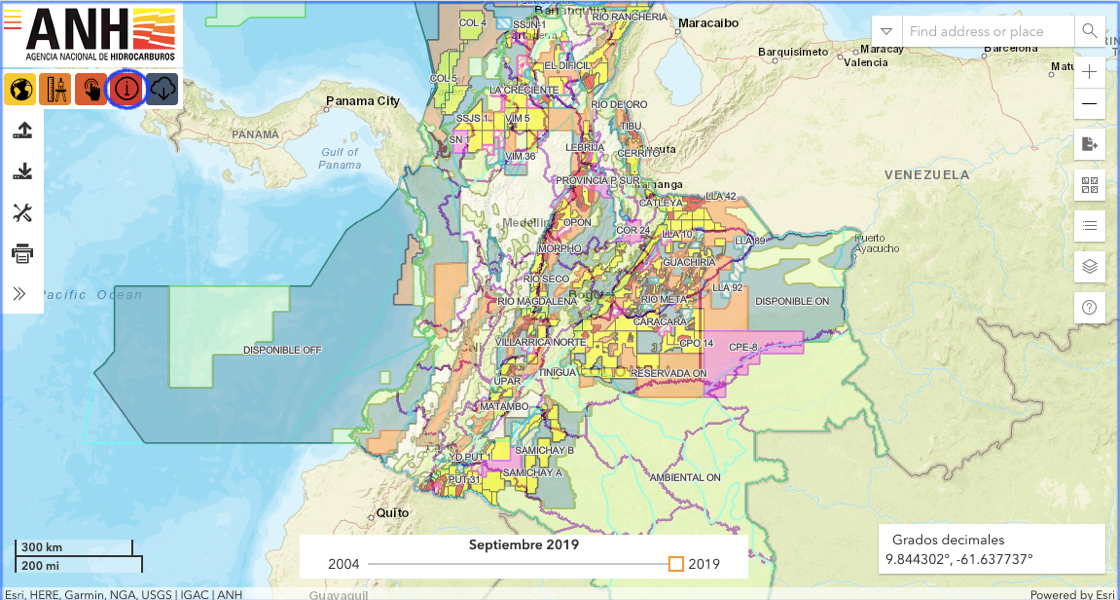 ANH
AGENCIA NACIONAL DE HIDROCARBUROS
Find address or place
COL 4
SSJN-1
Barranquilla
RIO RANCHERIA
Maracaibo
Cartagena
Barquisimeto
Maracay
Valencia
Barcelona
COL 5
EL DIFICIL
LA CRECIENTE
Panama City
PANAMÁ
RIO DE ORO
SSJS 1
VIM 5
TIBU
SN 1
LEBRIJA
CERRITO
Gulf of
Panama
VIM 36
VENEZUELA
PROVINCIA P SUR
CATLEYA
LLA 42
Medellín
OPON
COR 24
LLA 10
LLA 89
Puerto
Ayacucho
MORPHO
GUACHIRIA
RIO SECO
LLA 92
Pacific Ocean
RIO MAGDALENA
Bogotá
RIO META
DISPONIBLE ON
CARACARA
DISPONIBLE OFF
VILLARRICA NORTE
CPO 14
CPE-8
TINIGUA
RESERVADA ON
UPAR
MATAMBO
SAMICHAY B
YD PUT 1
SAMICHAY A
PUT 31
AMBIENTAL ON
Quito
300 km
200 mi
Septiembre 2019
2004
2019
Grados decimales
9.844302°, -61.637737°
Guayaquil
Esri, HERE, Garmin, NGA, USGS | IGAC | ANH
Powered by Esri